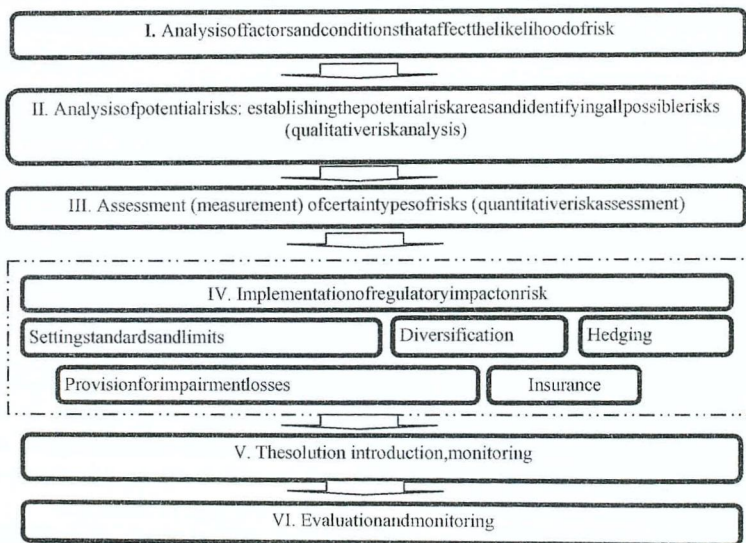 I. Analysisoffactorsandconditionsthataffectthelikelihoodofrisk
II. Analysisofpotentialrisks: establishingthepotentialriskareasandidentifyingallpossiblerisks
(qualitativeriskanalysis)
III. Assessment (measurement) ofcertaintypesofrisks (quantitativeriskassessment)
IV. Implementationofregulatoryimpactonrisk
Settingstandardsandlimits Diversification Hedging
Provisionforimpairmentlosses Insurance
V. Thesolution introduction,monitoring
VI. Evaluationandmonitoring